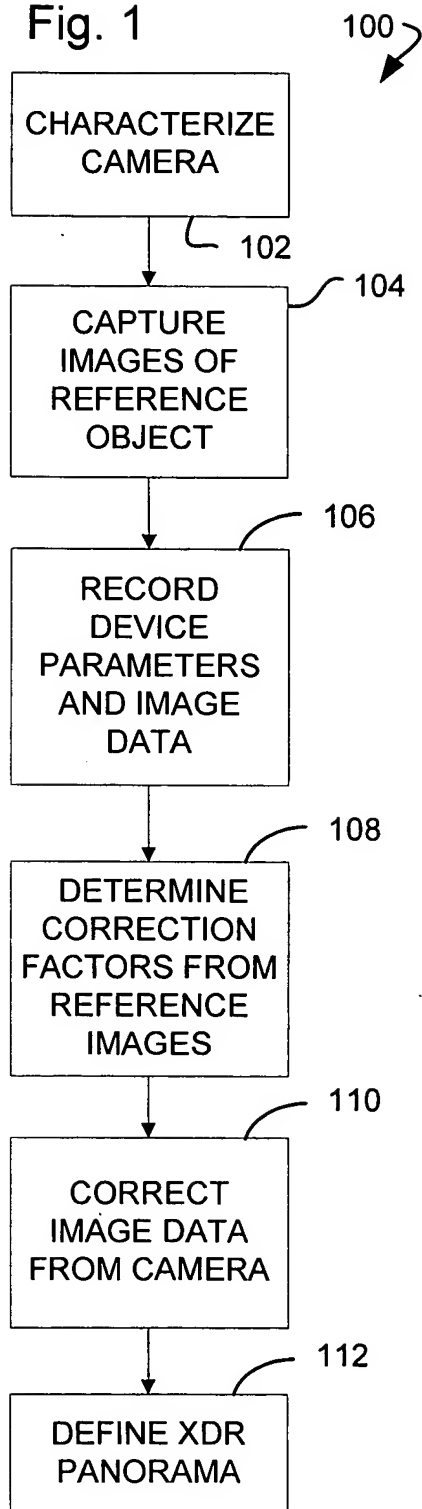 Fig. 1
100
CHARACTERIZE
CAMERA
102
104
CAPTURE
IMAGES OF
REFERENCE
OBJECT
106
RECORD
DEVICE
PARAMETERS
AND IMAGE
DATA
108
DETERMINE
CORRECTION
FACTORS FROM
REFERENCE
IMAGES
110
CORRECT
IMAGE DATA
FROM CAMERA
112
DEFINE XDR
PANORAMA